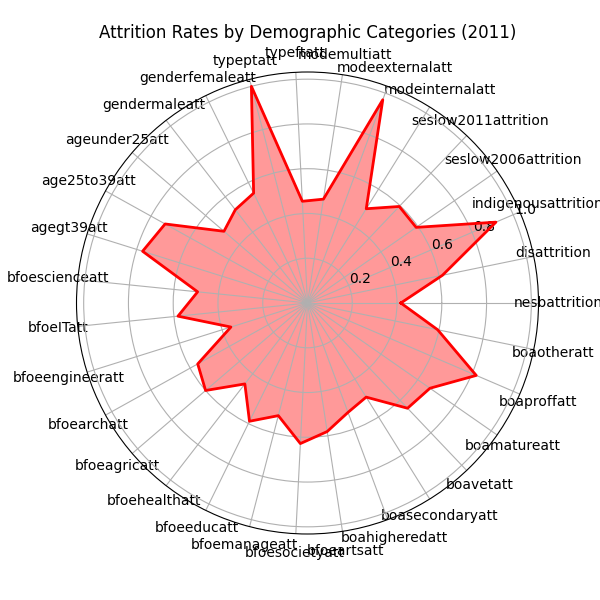 Attrition Rates by Demographic Categories (2011)
typeftatt
modemultiatt
typeptatt
modeexternalatt
genderfemaleatt
modeinternalatt
gendermaleatt
seslow2011attrition
ageunder25att
seslow2006attrition
age25to39att
indigenousattrition
1.0
0.8
agegt39att
0.6
disattrition
0.4
bfoescienceatt
0.2
nesbattrition
bfoeITatt
boaotheratt
bfoeengineeratt
boaproffatt
bfoearchatt
boamatureatt
bfoeagricatt
boavetatt
bfoehealthatt
boasecondaryatt
bfoeeducatt
boahigheredatt
bfoemanageatt
bfoesocietyatt
bfoeartsatt